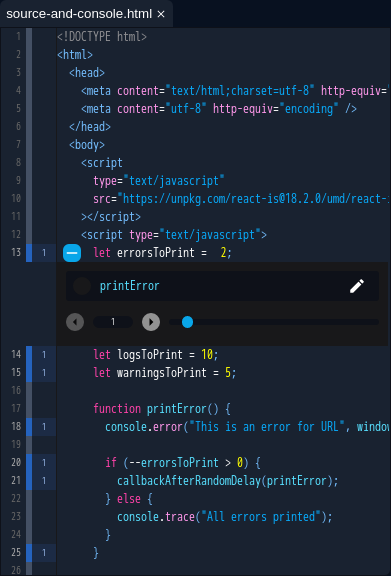 source-and-console.html ×
1 <!DOCTYPE html>
2 <html>
3 <head>
4 <meta content="text/html;charset=utf-8" http-equiv=
5 <meta content="utf-8" http-equiv="encoding" />
6 </head>
7 <body>
8 <script
9 type="text/javascript"
10 src="https://unpkg.com/react-is@18.2.0/umd/react-
11 ></script>
12 <script type="text/javascript">
13 1 let errorsToPrint = 2;
printError
1
14 1 let logsToPrint = 10;
15 1 let warningsToPrint = 5;
16
17 function printError() {
18 1 console.error("This is an error for URL", window
19
20 1 if (--errorsToPrint > 0) {
21 1 callbackAfterRandomDelay(printError);
22 } else {
23 console.trace("All errors printed");
24 }
25 1 }
26